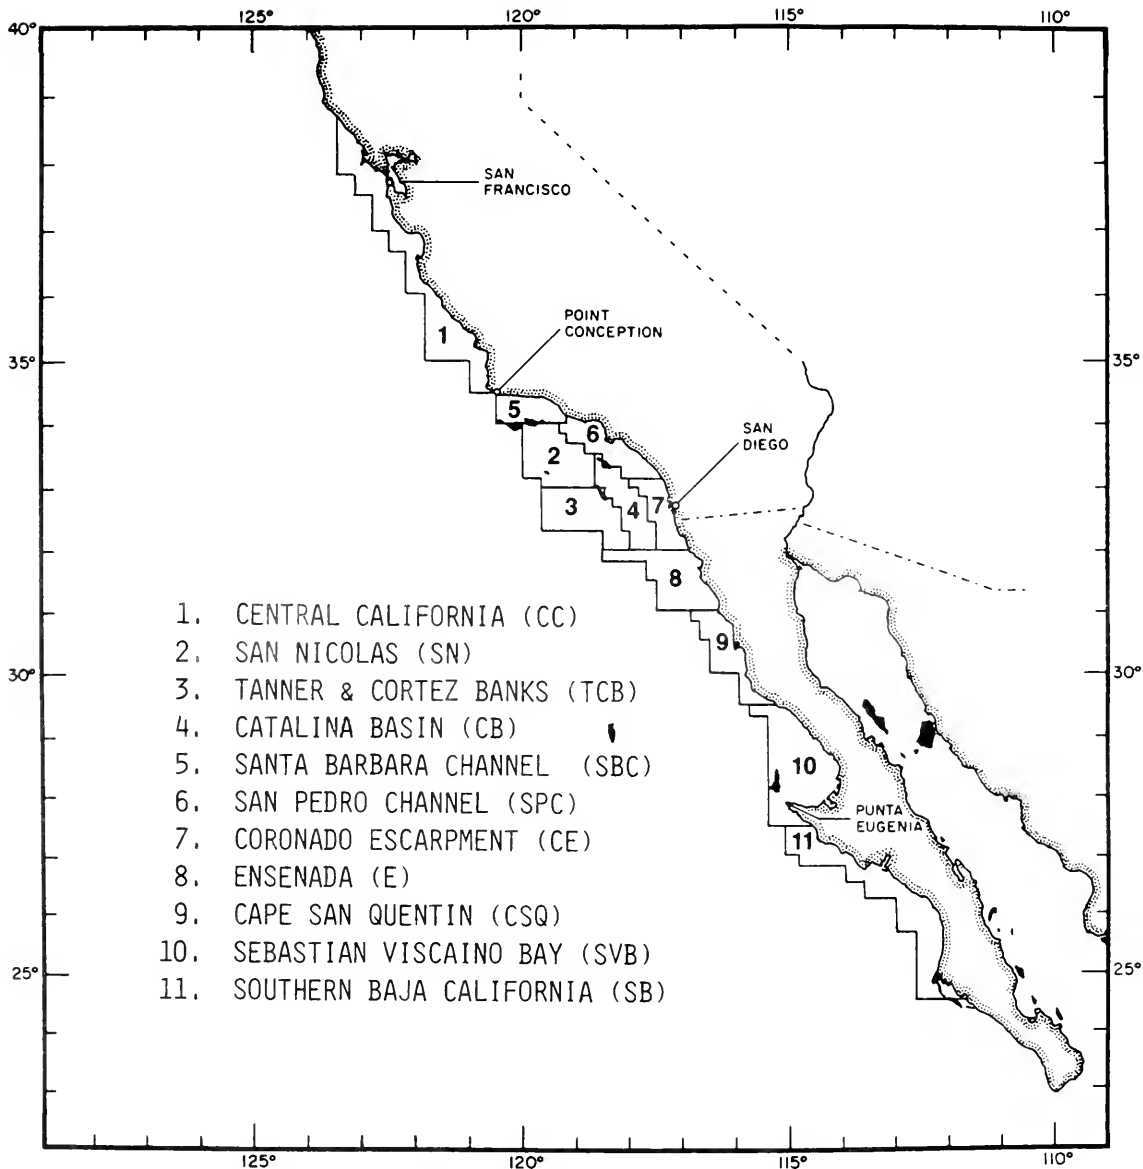 125° 120° 115° 110°
40°
SAN
FRANCISCO
POINT
CONCEPTION
1
35° 35°
5
6
SAN
DIEGO
2
3 4 7
8
9
1. CENTRAL CALIFORNIA (CC)
2. SAN NICOLAS (SN)
3. TANNER & CORTEZ BANKS (TCB)
4. CATALINA BASIN (CB)
5. SANTA BARBARA CHANNEL (SBC)
6. SAN PEDRO CHANNEL (SPC)
7. CORONADO ESCARPMENT (CE)
8. ENSENADA (E)
9. CAPE SAN QUENTIN (CSQ)
10. SEBASTIAN VISCAINO BAY (SVB)
11. SOUTHERN BAJA CALIFORNIA (SB)
30° 30°
10
PUNTA
EUGENIA
11
25° 25°
125° 120° 115° 110°